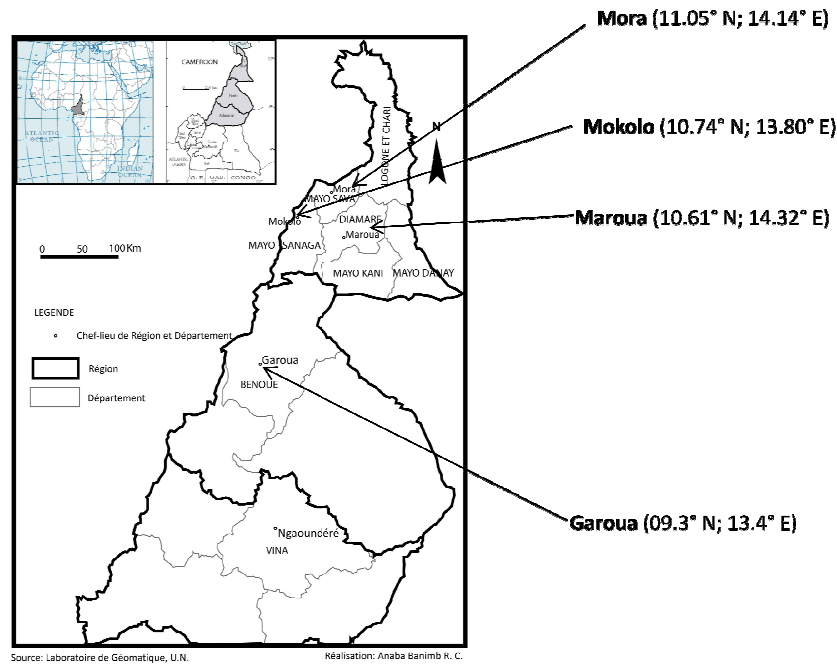 Mora (11.05° N; 14.14° E)
CAMEROON
ATLANTIC
OCEAN
INDIAN
OCEAN
Mokolo (10.74° N; 13.80° E)
N
LOGONE ET CHARI
Mora
MAYO SAVA
Mokolo
DIAMARE
Maroua
Maroua (10.61° N; 14.32° E)
MAYO SANAGA
MAYO KANI
MAYO DANAY
0 50 100 Km
LEGENDE
Chef-lieu de Région et Département
Région
Département
Garoua
BENOUE
Garoua (09.3° N; 13.4° E)
Ngaoundéré
VINA
Source: Laboratoire de Géomatique, U.N.
Réalisation: Anaba Banimb R. C.